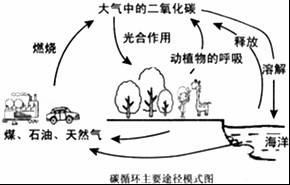 大气中的二氧化碳
燃烧
光合作用
动植物的呼吸
释放
溶解
煤、石油、天然气
海洋
碳循环主要途径模式图